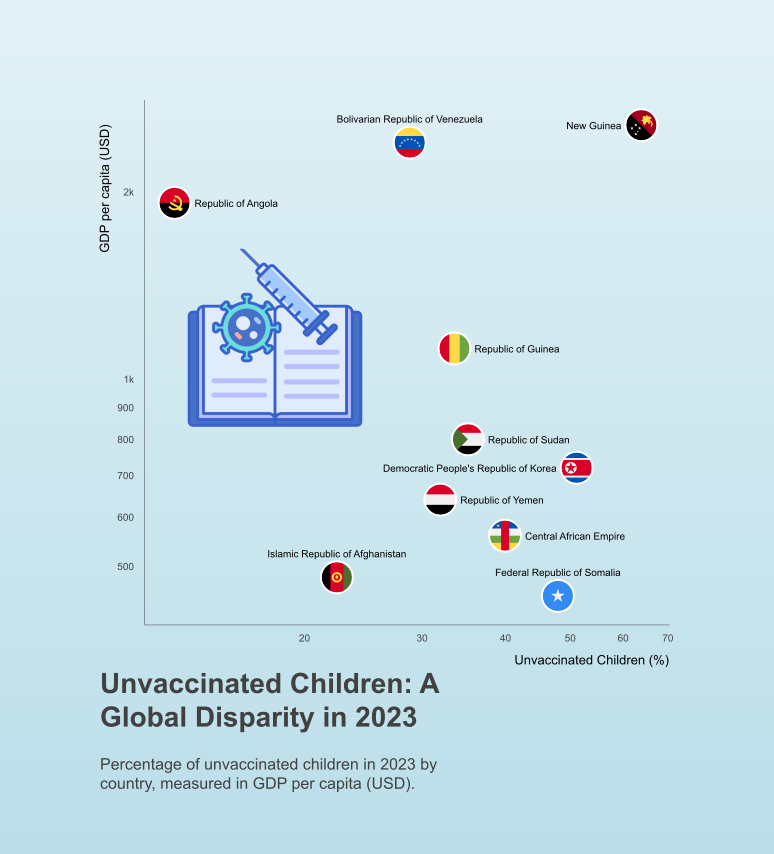 Bolivarian Republic of Venezuela
New Guinea
GDP per capita (USD)
2k
Republic of Angola
Republic of Guinea
1k
900
800
Republic of Sudan
Democratic People's Republic of Korea
700
Republic of Yemen
600
Central African Empire
Islamic Republic of Afghanistan
500
Federal Republic of Somalia
20
30
40
50
60
70
Unvaccinated Children (%)
Unvaccinated Children: A
Global Disparity in 2023
Percentage of unvaccinated children in 2023 by
country, measured in GDP per capita (USD).